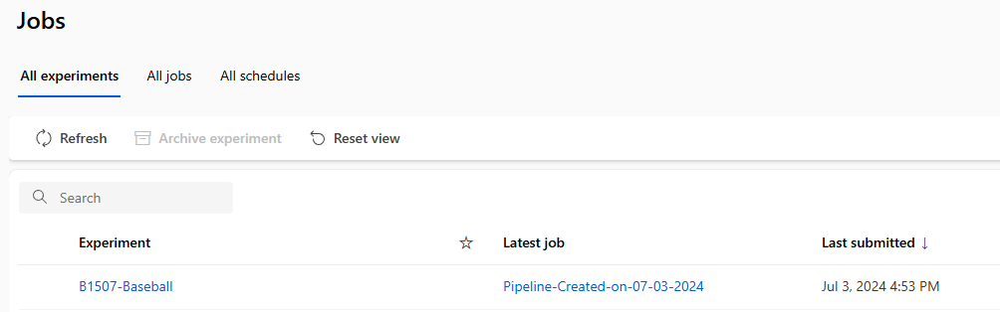 Jobs
All experiments All jobs All schedules
Refresh Archive experiment Reset view
Search
Experiment Latest job Last submitted ↓
B1507-Baseball Pipeline-Created-on-07-03-2024 Jul 3, 2024 4:53 PM